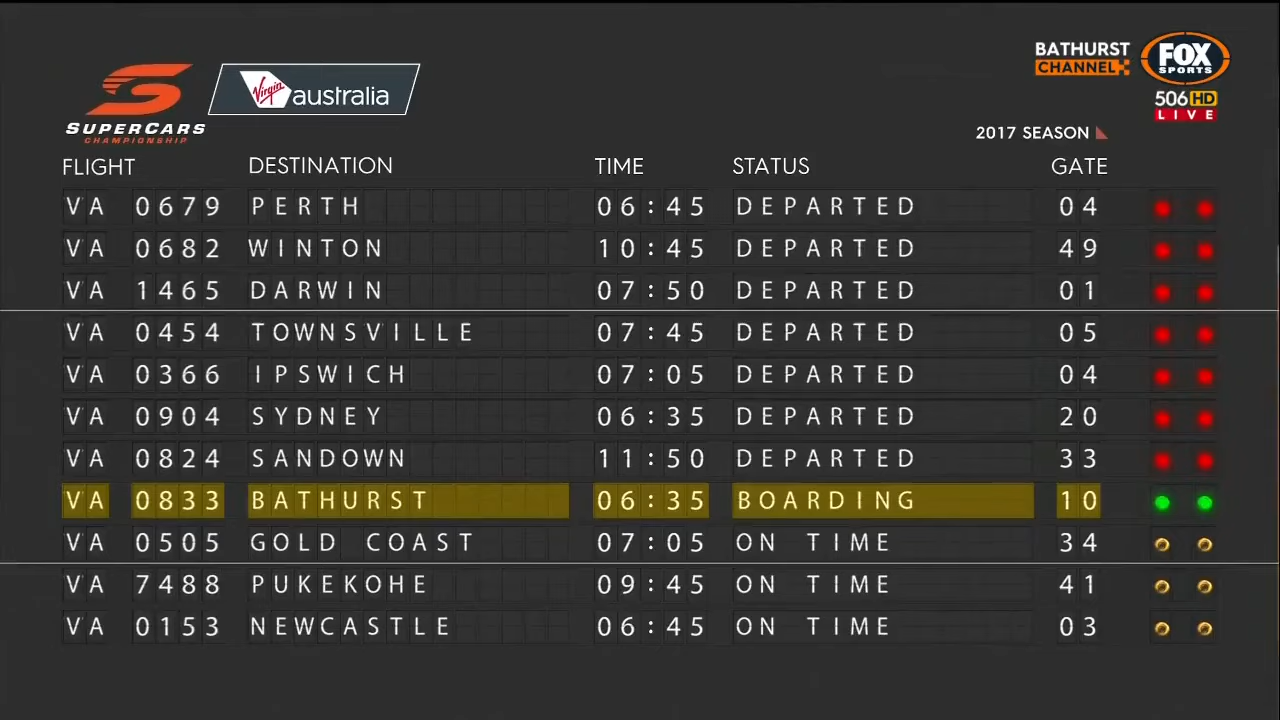 BATHURST
CHANNEL
FOX
SPORTS
Virgin australia
506 HD
LIVE
SUPERCARS
CHAMPIONSHIP
2017 SEASON
FLIGHT DESTINATION TIME STATUS GATE
VA 0679 PERTH 06:45 DEPARTED 04
VA 0682 WINTON 10:45 DEPARTED 49
VA 1465 DARWIN 07:50 DEPARTED 01
VA 0454 TOWNSVILLE 07:45 DEPARTED 05
VA 0366 IPSWICH 07:05 DEPARTED 04
VA 0904 SYDNEY 06:35 DEPARTED 20
VA 0824 SANDOWN 11:50 DEPARTED 33
VA 0833 BATHURST 06:35 BOARDING 10
VA 0505 GOLD COAST 07:05 ON TIME 34
VA 7488 PUKEKOHE 09:45 ON TIME 41
VA 0153 NEWCASTLE 06:45 ON TIME 03